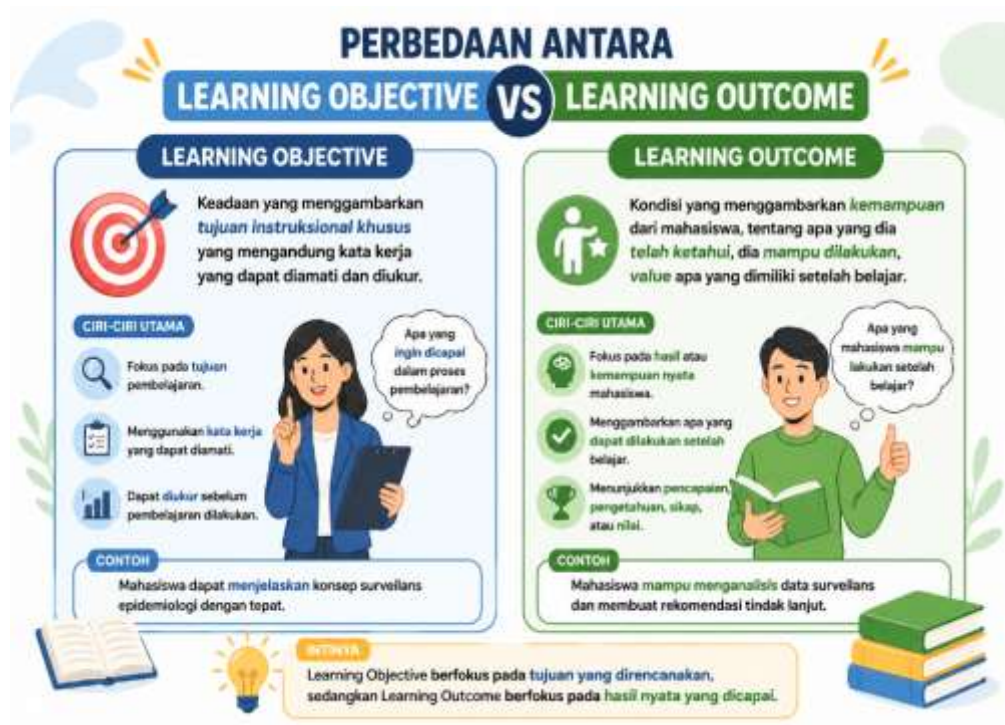 PERBEDAAN ANTARA
LEARNING OBJECTIVE VS LEARNING OUTCOME
LEARNING OBJECTIVE
Keadaan yang menggambarkan
tujuan instruksional khusus
yang mengandung kata kerja
yang dapat diamati dan diukur.
CIRI-CIRI UTAMA
Fokus pada tujuan
pembelajaran.
Menggunakan kata kerja
yang dapat diamati.
Dapat diukur sebelum
pembelajaran dilakukan.
Apa yang
ingin dicapai
dalam proses
pembelajaran?
CONTOH
Mahasiswa dapat menjelaskan konsep surveilans
epidemiologi dengan tepat.
LEARNING OUTCOME
Kondisi yang menggambarkan kemampuan
dari mahasiswa, tentang apa yang dia
telah ketahui, dia mampu dilakukan,
value apa yang dimiliki setelah belajar.
CIRI-CIRI UTAMA
Fokus pada hasil atau
kemampuan nyata
mahasiswa.
Menggambarkan apa yang
dapat dilakukan setelah
belajar.
Menunjukkan pencapaian,
pengetahuan, sikap,
atau nilai.
Apa yang
mahasiswa mampu
lakukan setelah
belajar?
CONTOH
Mahasiswa mampu menganalisis data surveilans
dan membuat rekomendasi tindak lanjut.
INTINYA
Learning Objective berfokus pada tujuan yang direncanakan,
sedangkan Learning Outcome berfokus pada hasil nyata yang dicapai.